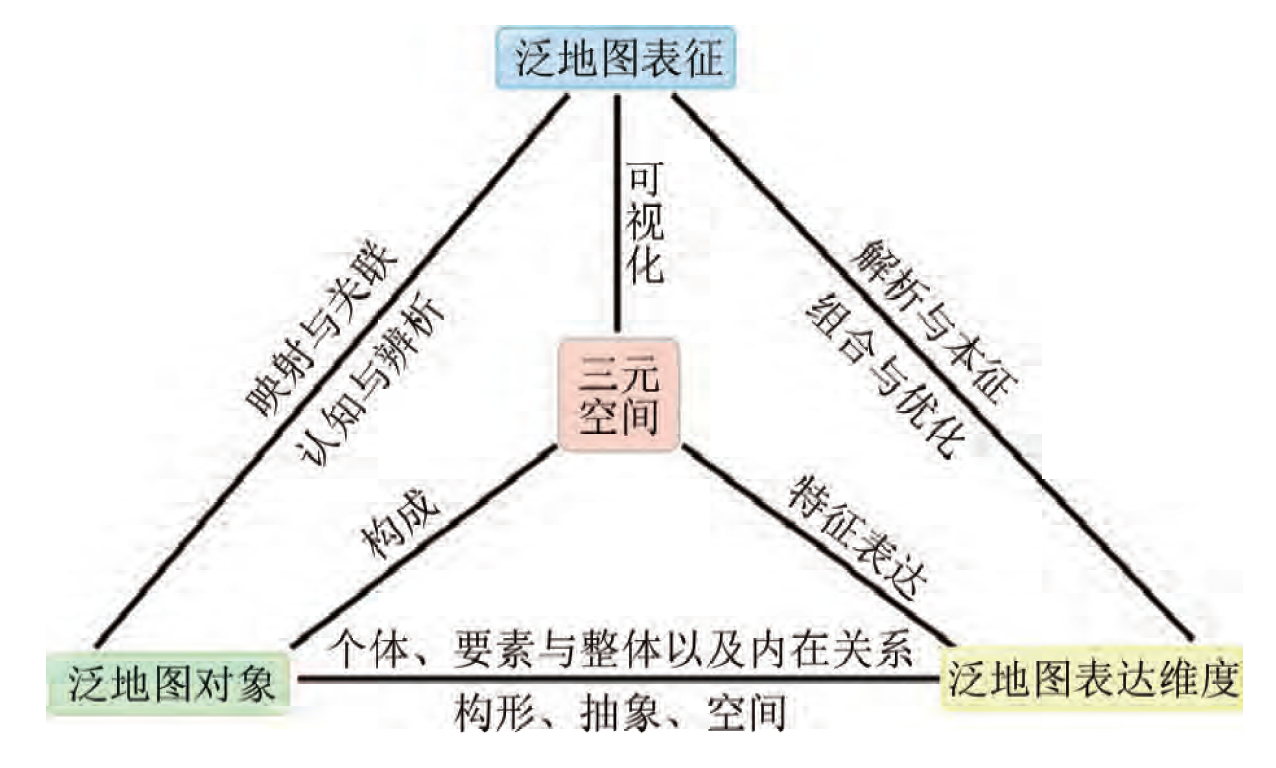 泛地图表征
可视化
映射与关联
认知与辨析
解析与本征
组合与优化
三元
空间
构成
特征表达
泛地图对象
个体、要素与整体以及内在关系
构形、抽象、空间
泛地图表达维度